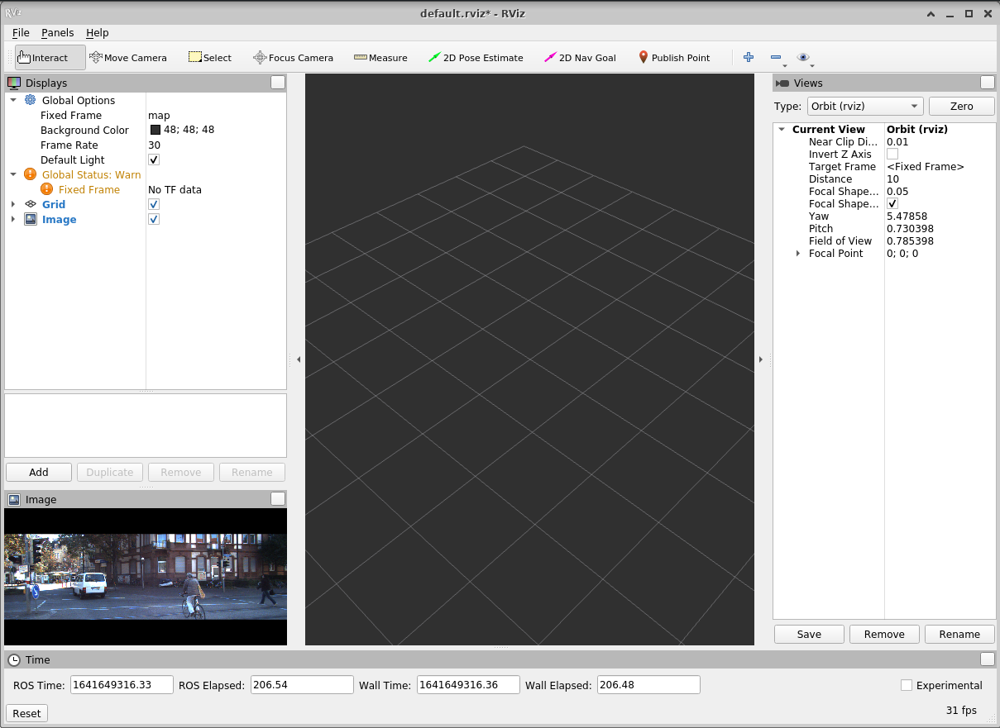 RViz
default.rviz* - RViz
File Panels Help
Interact Move Camera Select Focus Camera Measure 2D Pose Estimate 2D Nav Goal Publish Point
Displays
Global Options
Fixed Frame map
Background Color 48; 48; 48
Frame Rate 30
Default Light
Global Status: Warn
Fixed Frame No TF data
Grid
Image
Add Duplicate Remove Rename
Image
Views
Type: Orbit (rviz) Zero
Current View Orbit (rviz)
Near Clip Di... 0.01
Invert Z Axis
Target Frame <Fixed Frame>
Distance 10
Focal Shape... 0.05
Focal Shape...
Yaw 5.47858
Pitch 0.730398
Field of View 0.785398
Focal Point 0; 0; 0
Save Remove Rename
Time
ROS Time: 1641649316.33 ROS Elapsed: 206.54 Wall Time: 1641649316.36 Wall Elapsed: 206.48 Experimental
Reset 31 fps